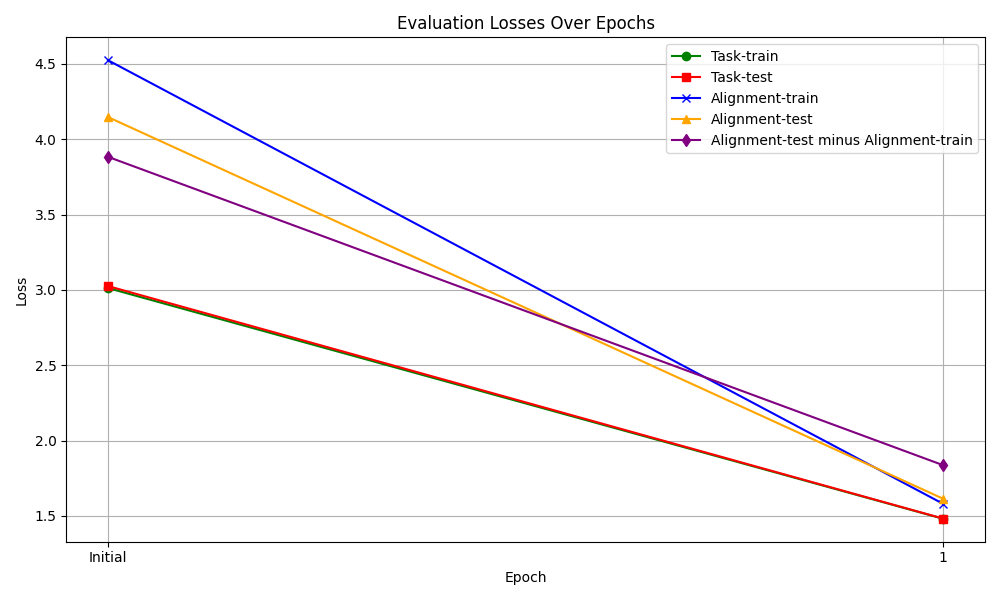 Evaluation Losses Over Epochs
Task-train
Task-test
Alignment-train
Alignment-test
Alignment-test minus Alignment-train
4.5
4.0
3.5
3.0
2.5
2.0
1.5
Loss
Initial
1
Epoch